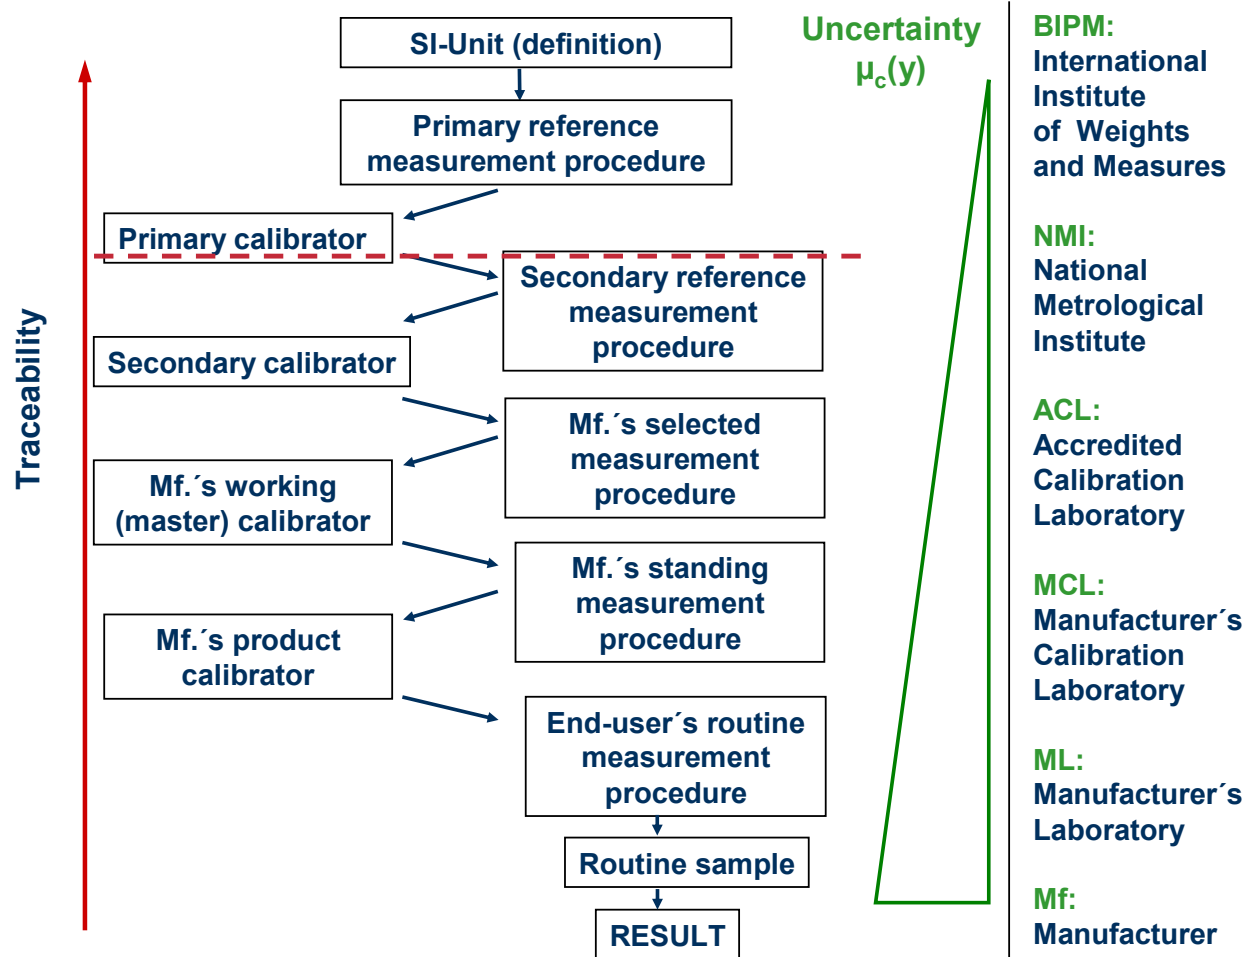 SI-Unit (definition)
Primary reference
measurement procedure
Primary calibrator
Secondary reference
measurement
procedure
Secondary calibrator
Mf.´s selected
measurement
procedure
Mf.´s working
(master) calibrator
Mf.´s standing
measurement
procedure
Mf.´s product
calibrator
End-user´s routine
measurement
procedure
Routine sample
RESULT
Traceability
Uncertainty
µc(y)
BIPM:
International
Institute
of Weights
and Measures
NMI:
National
Metrological
Institute
ACL:
Accredited
Calibration
Laboratory
MCL:
Manufacturer´s
Calibration
Laboratory
ML:
Manufacturer´s
Laboratory
Mf:
Manufacturer